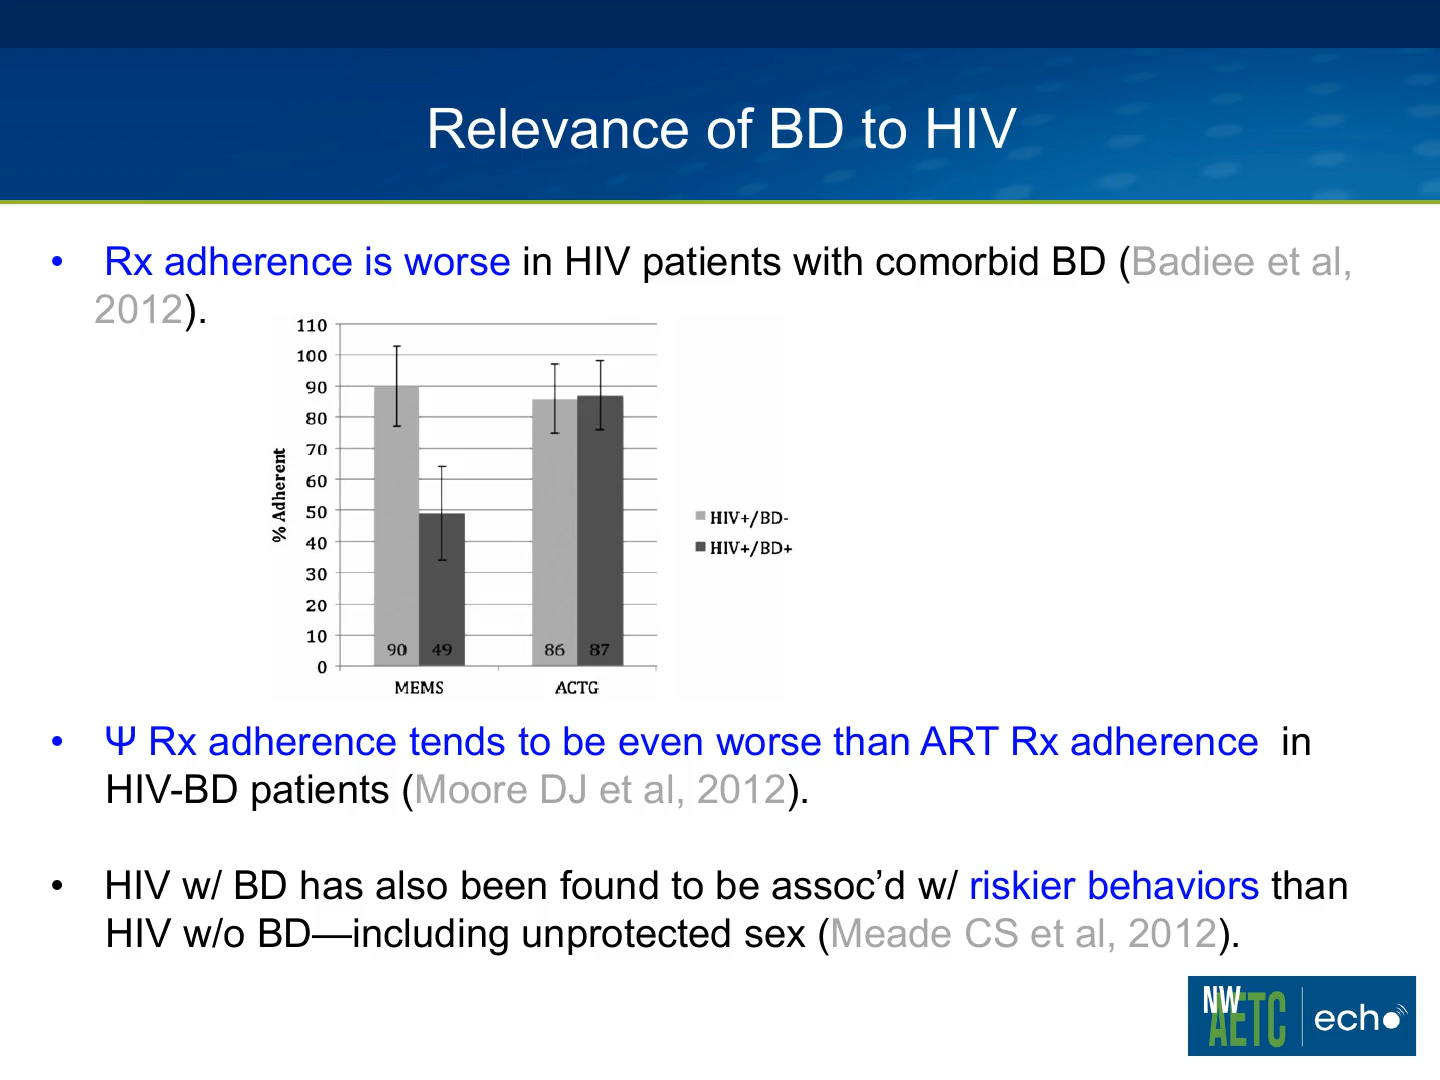 Relevance of BD to HIV
• Rx adherence is worse in HIV patients with comorbid BD (Badiee et al,
2012).
110
100
90
80
70
60
50
40
30
20
10
0
% Adherent
90 49 86 87
MEMS ACTG
HIV+/BD-
HIV+/BD+
• Ψ Rx adherence tends to be even worse than ART Rx adherence in
HIV-BD patients (Moore DJ et al, 2012).
• HIV w/ BD has also been found to be assoc’d w/ riskier behaviors than
HIV w/o BD—including unprotected sex (Meade CS et al, 2012).
NW
AETC
echo